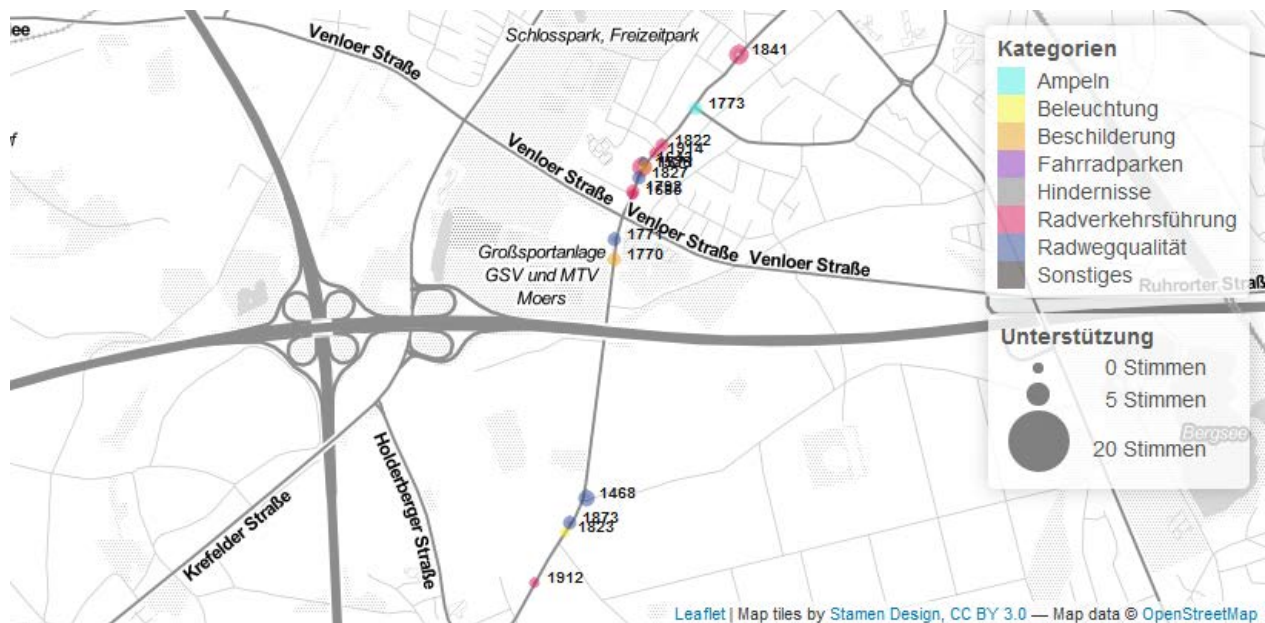 lee
Venloer Straße
Schlosspark, Freizeitpark
1841
1773
Venloer Straße
1822
1914
1827
1771
Venloer Straße
Venloer Straße
Großsportanlage
GSV und MTV
Moers
1770
Krefelder Straße
Holderberger Straße
1468
1873
1823
1912
Kategorien
Ampeln
Beleuchtung
Beschilderung
Fahrradparken
Hindernisse
Radverkehrsführung
Radwegqualität
Sonstiges
Ruhrorter Straß
Unterstützung
0 Stimmen
5 Stimmen
20 Stimmen
Bergsee
Leaflet | Map tiles by Stamen Design, CC BY 3.0 — Map data © OpenStreetMap